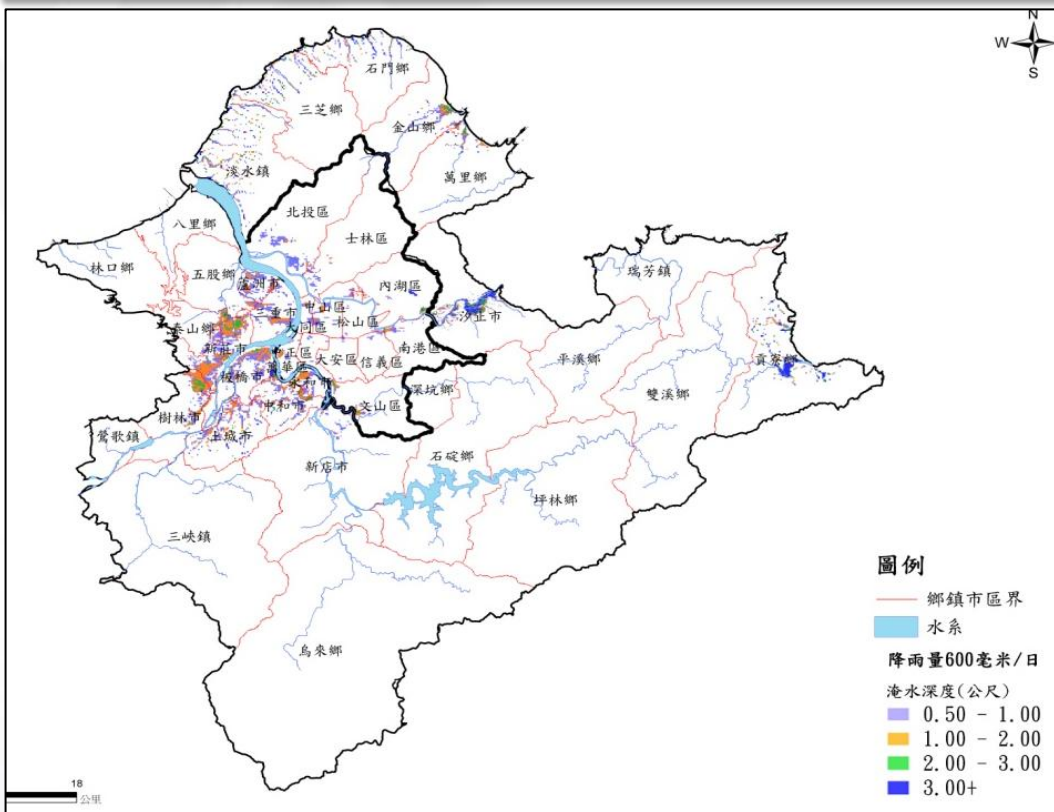 N
W
S
石門鄉
三芝鄉
金山鄉
淡水鎮
萬里鄉
北投區
八里鄉
士林區
林口鄉
五股鄉
瑞芳鎮
內湖區
蘆洲市
汐止市
三重市
中山區
松山區
泰山鄉
大同區
南港區
新莊市
中正區
大安區
信義區
平溪鄉
貢寮鄉
萬華區
板橋市
永和市
深坑鄉
雙溪鄉
中和市
文山區
樹林市
鶯歌鎮
土城市
石碇鄉
新店市
坪林鄉
三峽鎮
烏來鄉
圖例
鄉鎮市區界
水系
降雨量600毫米/日
淹水深度(公尺)
0.50 - 1.00
1.00 - 2.00
2.00 - 3.00
3.00+
18
公里